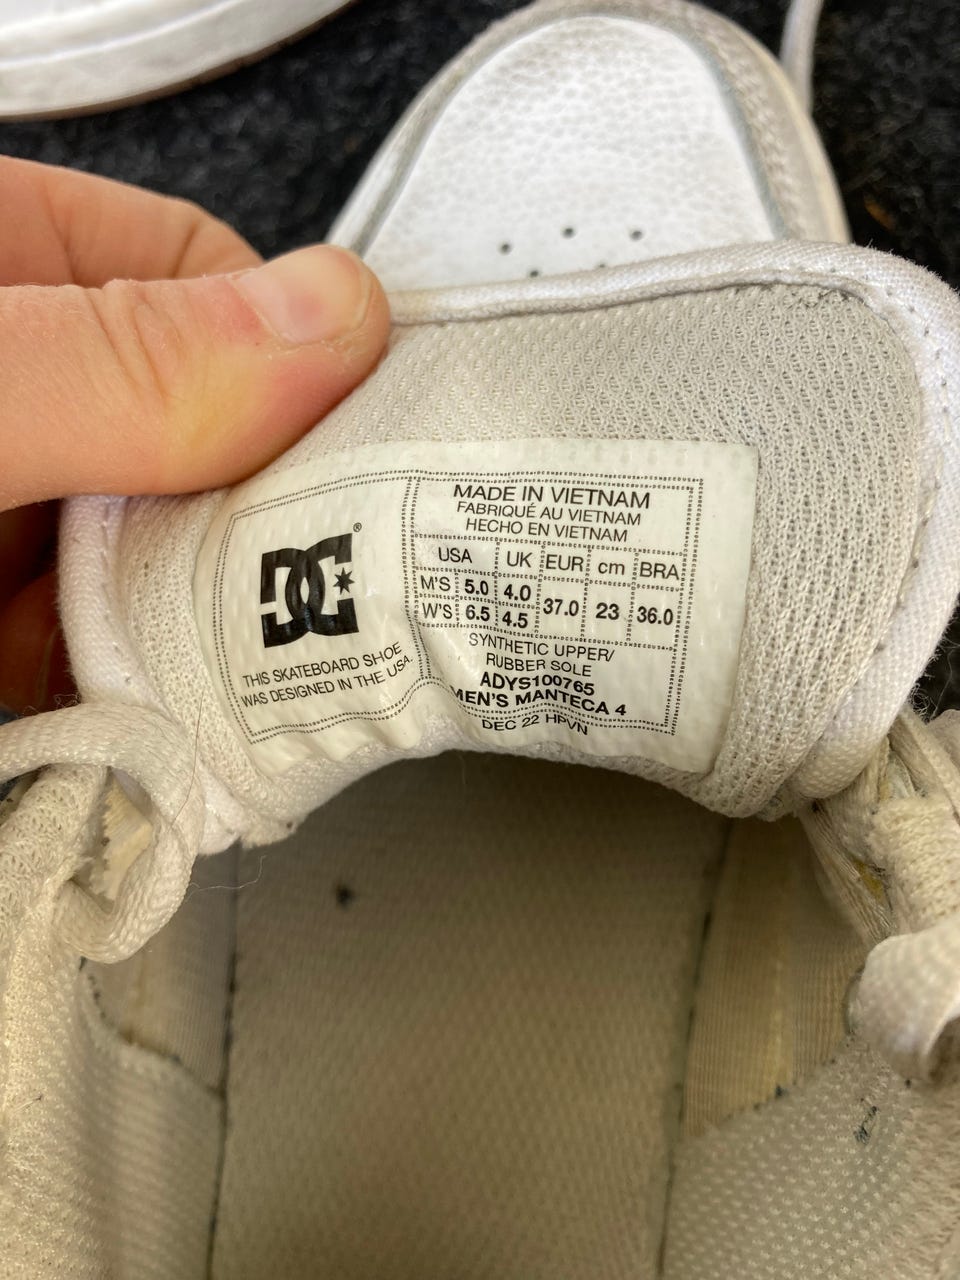 DC®
THIS SKATEBOARD SHOE
WAS DESIGNED IN THE USA.
MADE IN VIETNAM
FABRIQUÉ AU VIETNAM
HECHO EN VIETNAM
USA UK EUR cm BRA
M'S 5.0 4.0 37.0 23 36.0
W'S 6.5 4.5
SYNTHETIC UPPER/
RUBBER SOLE
ADYS100765
MEN'S MANTECA 4
DEC 22 HPVN